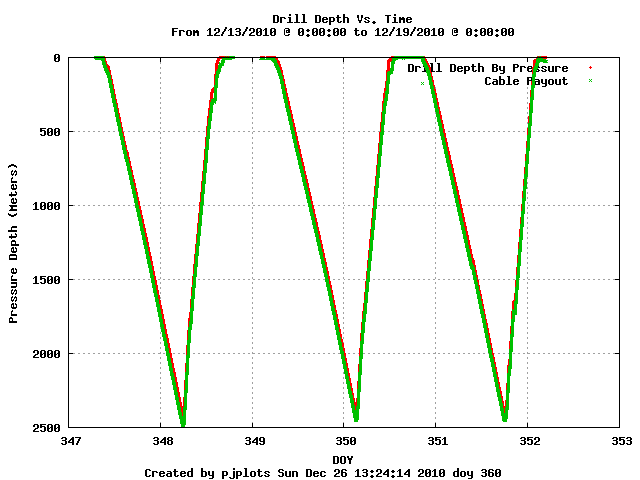 Drill Depth Vs. Time
From 12/13/2010 @ 0:00:00 to 12/19/2010 @ 0:00:00
Drill Depth By Pressure
Cable Payout
Pressure Depth (Meters)
0
500
1000
1500
2000
2500
347 348 349 350 351 352 353
DOY
Created by pjplots Sun Dec 26 13:24:14 2010 doy 360